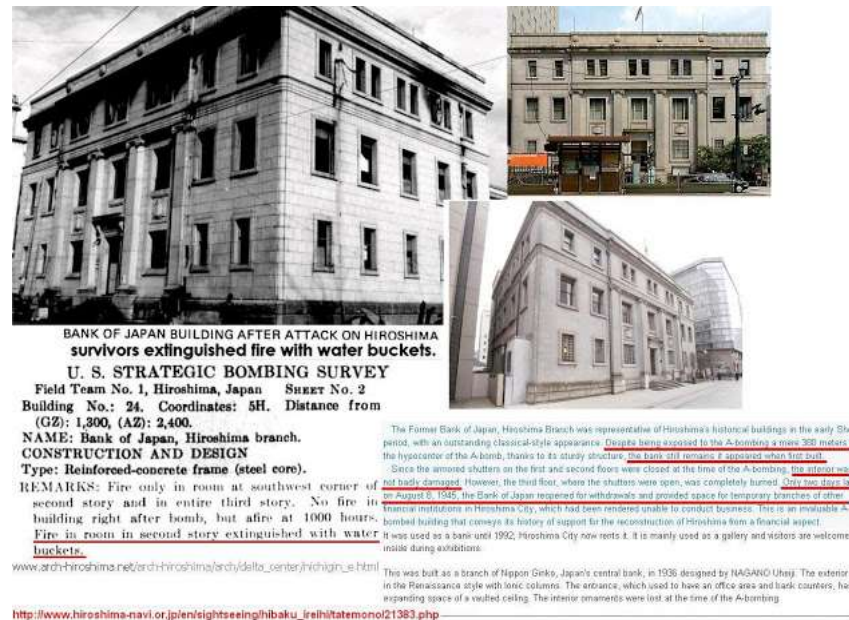 BANK OF JAPAN BUILDING AFTER ATTACK ON HIROSHIMA
survivors extinguished fire with water buckets.
U. S. STRATEGIC BOMBING SURVEY
Field Team No. 1, Hiroshima, Japan SHEET No. 2
Building No.: 24. Coordinates: 5H. Distance from
(GZ): 1,300, (AZ): 2,400.
NAME: Bank of Japan, Hiroshima branch.
CONSTRUCTION AND DESIGN
Type: Reinforced-concrete frame (steel core).
REMARKS: Fire only in room at southwest corner of
second story and in entire third story. No fire in
building right after bomb, but afire at 1000 hours.
Fire in room in second story extinguished with water
buckets.
www.arch-hiroshima.net/arch-hiroshima/arch/delta_center/nichigin_e.html
The Former Bank of Japan, Hiroshima Branch was representative of Hiroshima's historical buildings in the early Sho
period, with an outstanding classical-style appearance. Despite being exposed to the A-bombing a mere 380 meters
the hypocenter of the A-bomb, thanks to its sturdy structure, the bank still remains it appeared when first built.
Since the armored shutters on the first and second floors were closed at the time of the A-bombing, the interior was
not badly damaged. However, the third floor, where the shutters were open, was completely burned. Only two days la
on August 8, 1945, the Bank of Japan reopened for withdrawals and provided space for temporary branches of other
financial institutions in Hiroshima City, which had been rendered unable to conduct business. This is an invaluable A-
bombed building that conveys its history of support for the reconstruction of Hiroshima from a financial aspect.
It was used as a bank until 1992; Hiroshima City now rents it. It is mainly used as a gallery and visitors are welcome
inside during exhibitions.
This was built as a branch of Nippon Ginko, Japan's central bank, in 1936 designed by NAGANO Uheiji. The exterior
in the Renaissance style with Ionic columns. The entrance, which used to have an office area and bank counters, ha
expanding space of a vaulted ceiling. The interior ornaments were lost at the time of the A-bombing.
http://www.hiroshima-navi.or.jp/en/sightseeing/hibaku_ireihi/tatemono/21383.php